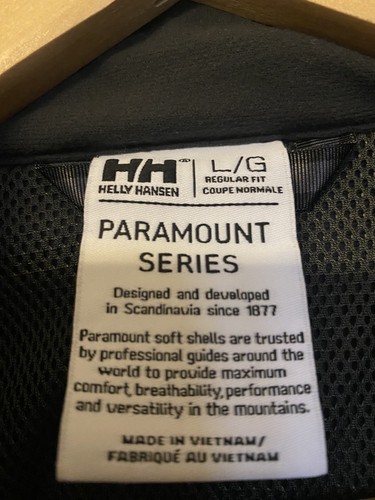 HH® L/G
HELLY HANSEN REGULAR FIT
COUPE NORMALE
PARAMOUNT
SERIES
Designed and developed
in Scandinavia since 1877
Paramount soft shells are trusted
by professional guides around the
world to provide maximum
comfort, breathability, performance
and versatility in the mountains.
MADE IN VIETNAM/
FABRIQUÉ AU VIETNAM